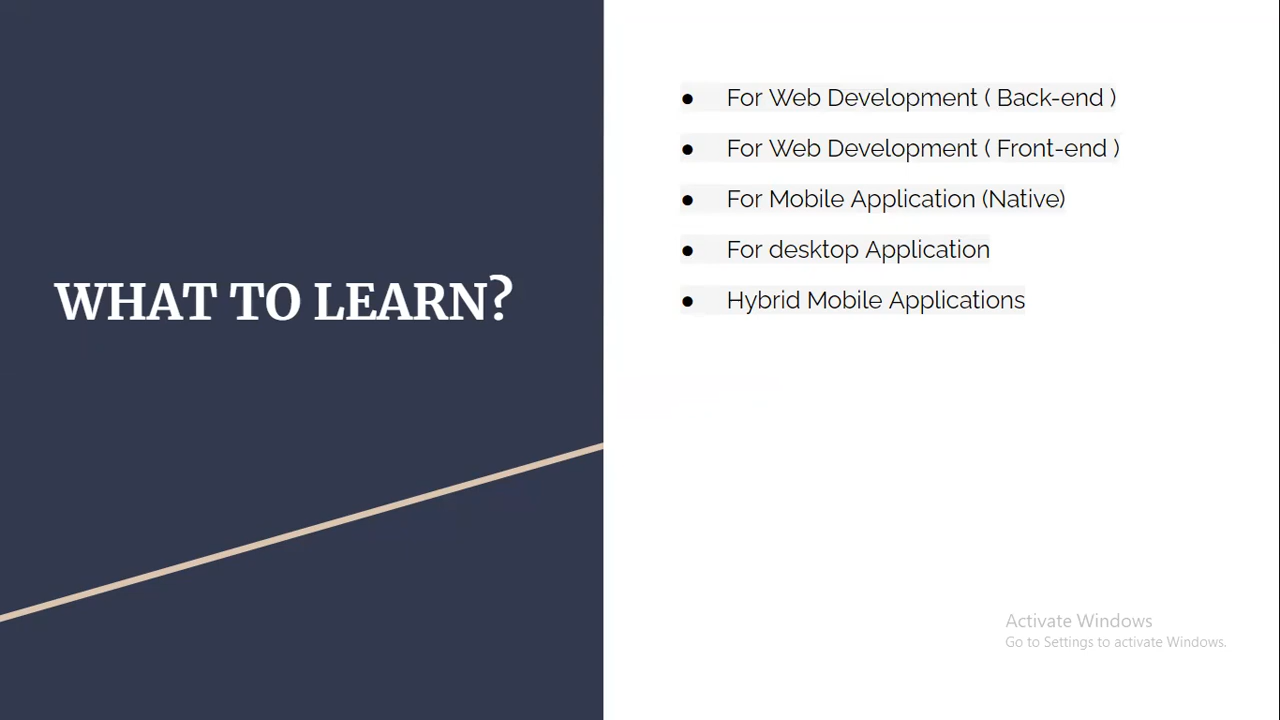 WHAT TO LEARN?
● For Web Development ( Back-end )
● For Web Development ( Front-end )
● For Mobile Application (Native)
● For desktop Application
● Hybrid Mobile Applications
Activate Windows
Go to Settings to activate Windows.